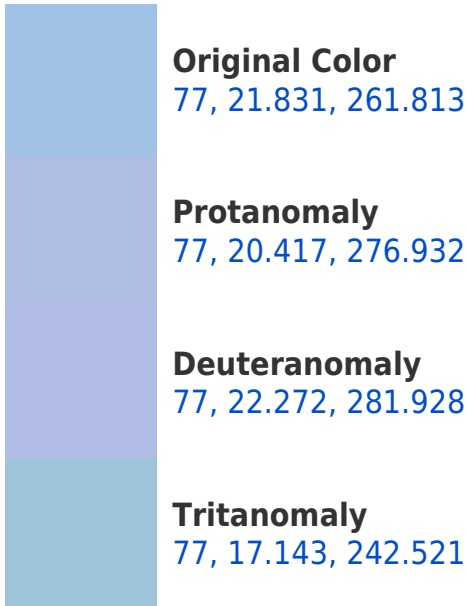 Original Color
77, 21.831, 261.813
Protanomaly
77, 20.417, 276.932
Deuteranomaly
77, 22.272, 281.928
Tritanomaly
77, 17.143, 242.521